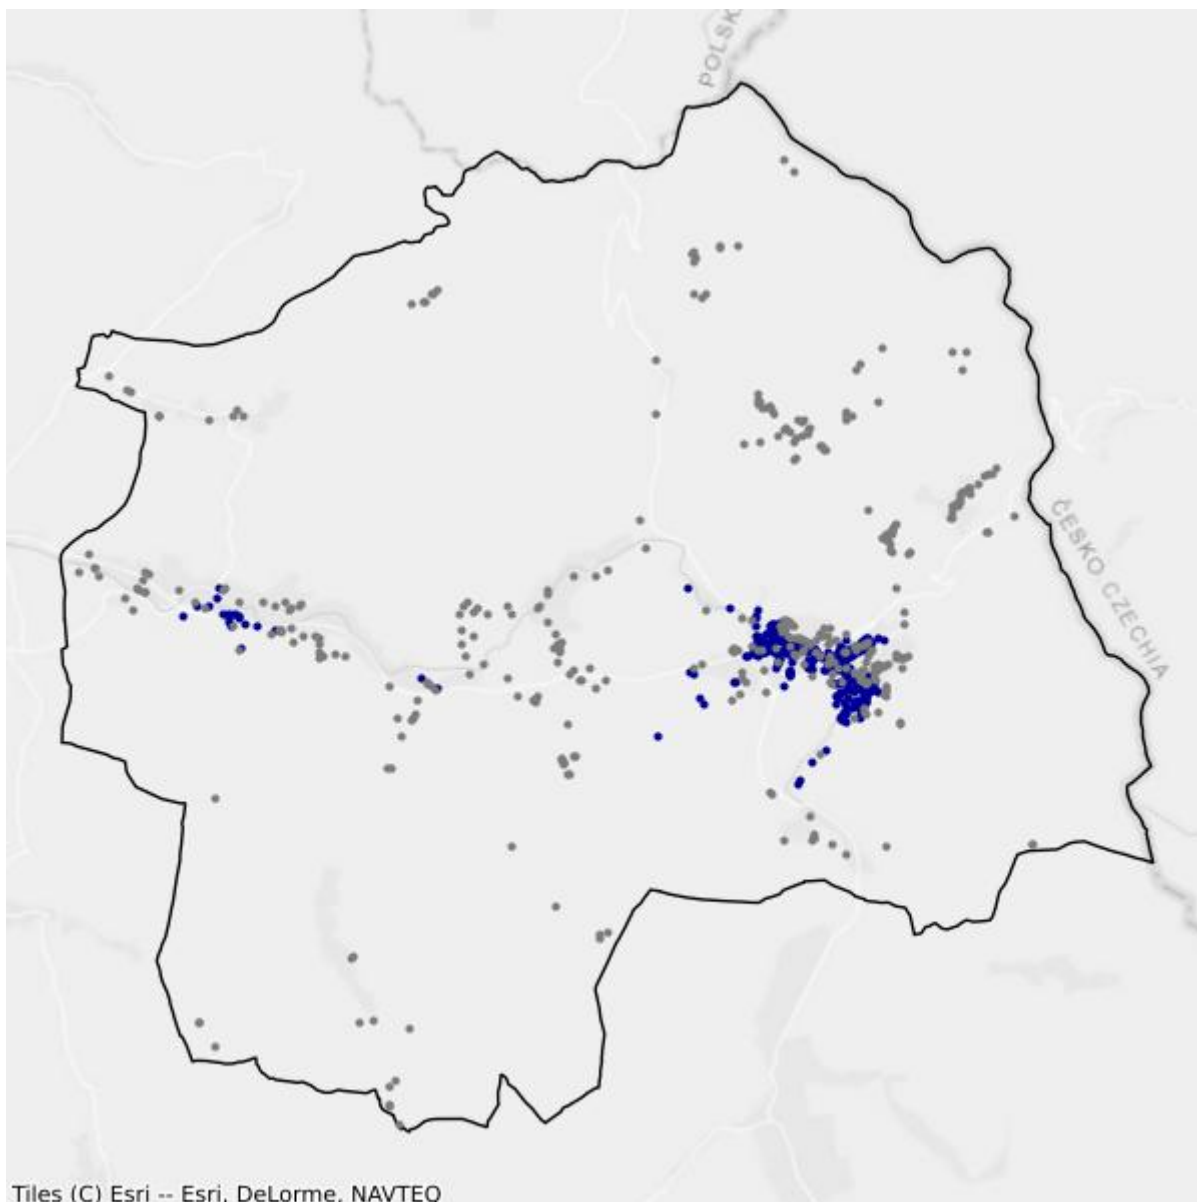 POLSK
ČESKO CZECHIA
Tiles (C) Esri -- Esri, DeLorme, NAVTEQ